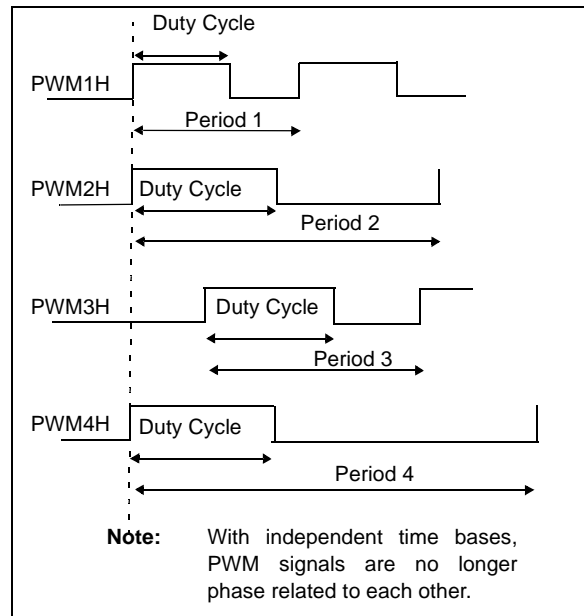 Duty Cycle
PWM1H
Period 1
PWM2H
Duty Cycle
Period 2
PWM3H
Duty Cycle
Period 3
PWM4H
Duty Cycle
Period 4
Note: With independent time bases,
PWM signals are no longer
phase related to each other.